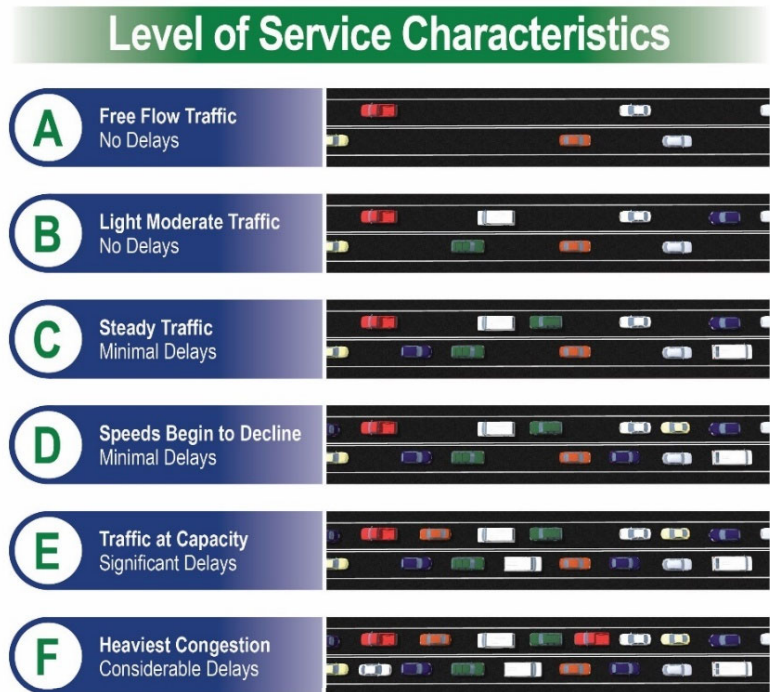 Level of Service Characteristics
A
Free Flow Traffic
No Delays
B
Light Moderate Traffic
No Delays
C
Steady Traffic
Minimal Delays
D
Speeds Begin to Decline
Minimal Delays
E
Traffic at Capacity
Significant Delays
F
Heaviest Congestion
Considerable Delays